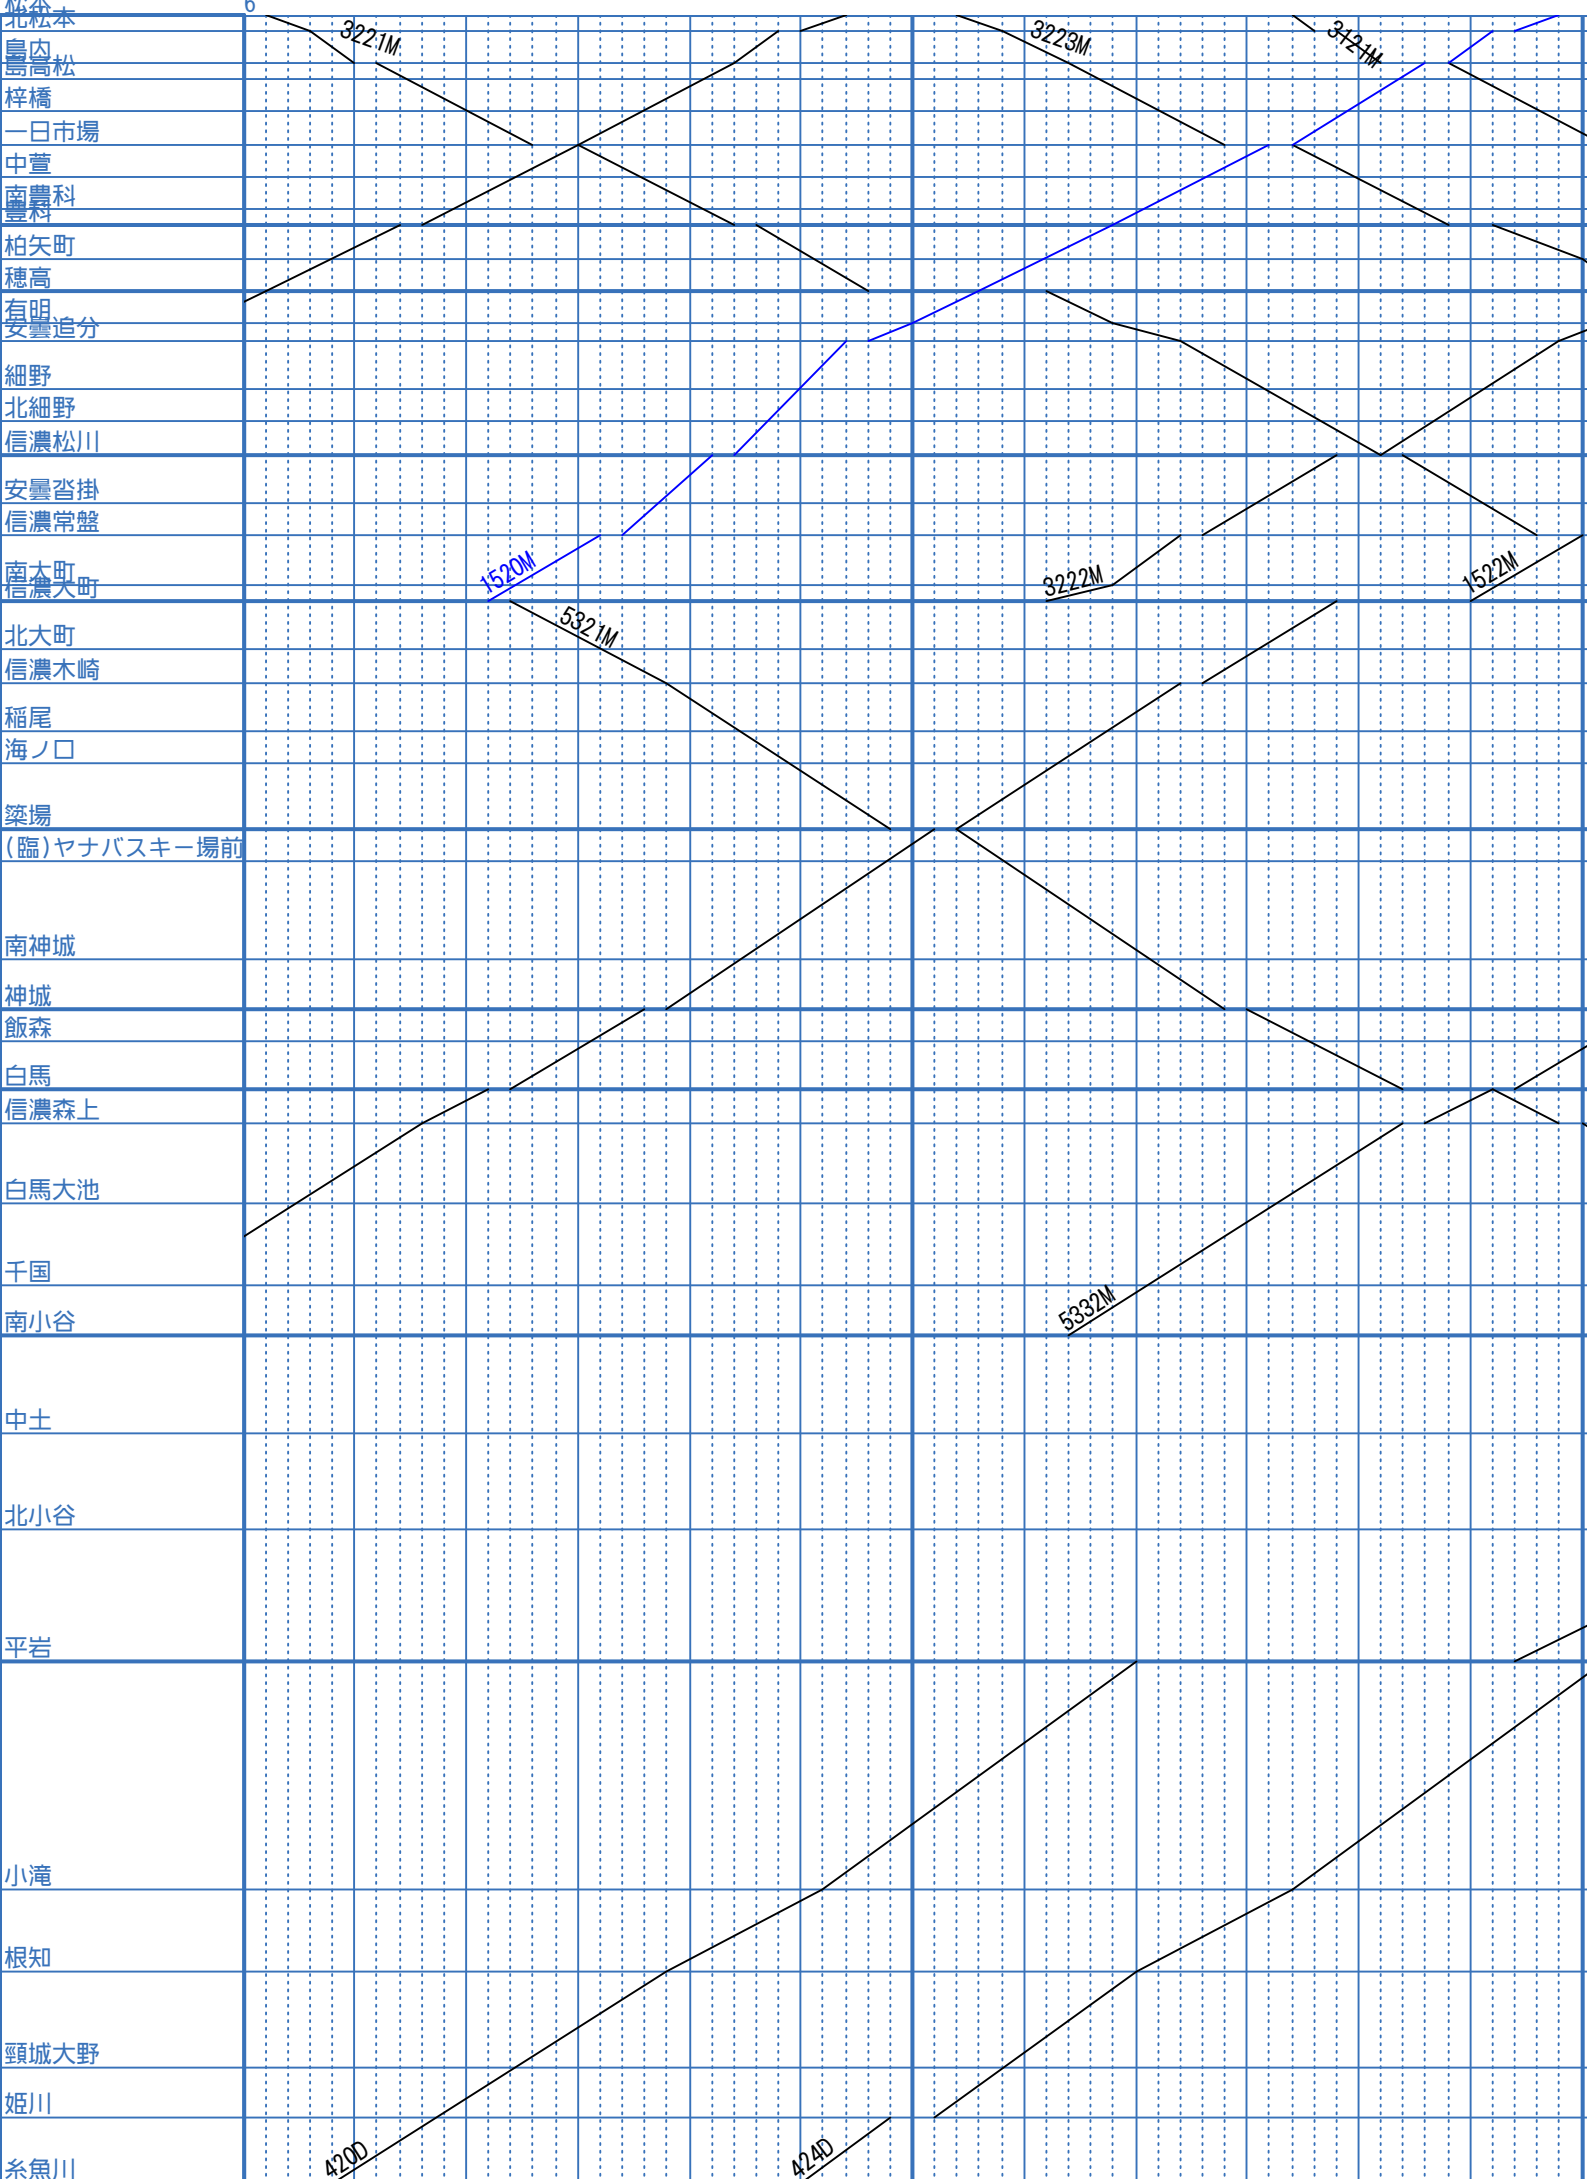 6
松本
北松本
島内
島高松
梓橋
一日市場
中萱
南豊科
豊科
柏矢町
穂高
有明
安曇追分
細野
北細野
信濃松川
安曇沓掛
信濃常盤
南大町
信濃大町
北大町
信濃木崎
稲尾
海ノ口
簗場
(臨)ヤナバスキー場前
南神城
神城
飯森
白馬
信濃森上
白馬大池
千国
南小谷
中土
北小谷
平岩
小滝
根知
頸城大野
姫川
糸魚川
3221M
3223M
3121M
1520M
5321M
3222M
1522M
5332M
420D
424D